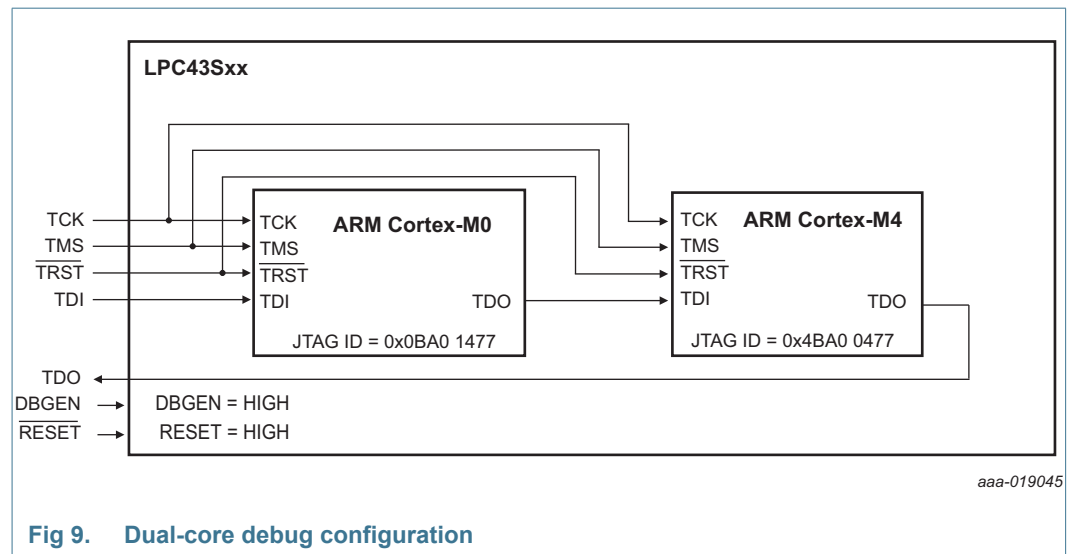 LPC43Sxx
TCK
TMS
TRST
TDI
TCK
TMS
TRST
TDI
ARM Cortex-M0
TDO
JTAG ID = 0x0BA0 1477
TCK
TMS
TRST
TDI
ARM Cortex-M4
TDO
JTAG ID = 0x4BA0 0477
TDO
DBGEN
RESET
DBGEN = HIGH
RESET = HIGH
aaa-019045
Fig 9. Dual-core debug configuration